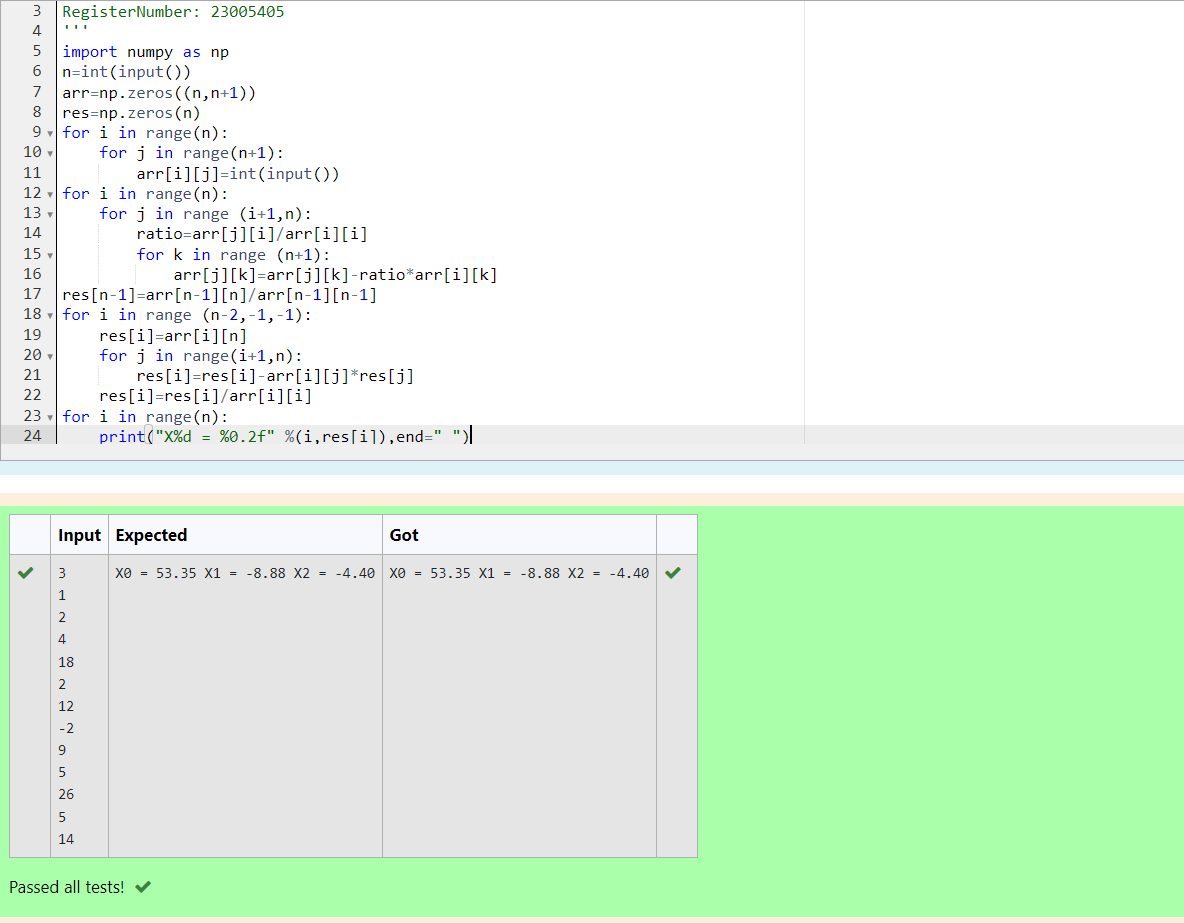 3 RegisterNumber: 23005405
4 '''
5 import numpy as np
6 n=int(input())
7 arr=np.zeros((n,n+1))
8 res=np.zeros(n)
9 for i in range(n):
10     for j in range(n+1):
11         arr[i][j]=int(input())
12 for i in range(n):
13     for j in range (i+1,n):
14         ratio=arr[j][i]/arr[i][i]
15         for k in range (n+1):
16             arr[j][k]=arr[j][k]-ratio*arr[i][k]
17 res[n-1]=arr[n-1][n]/arr[n-1][n-1]
18 for i in range (n-2,-1,-1):
19     res[i]=arr[i][n]
20     for j in range(i+1,n):
21         res[i]=res[i]-arr[i][j]*res[j]
22     res[i]=res[i]/arr[i][i]
23 for i in range(n):
24     print("X%d = %0.2f" %(i,res[i]),end=" ")
Input Expected Got
3 X0 = 53.35 X1 = -8.88 X2 = -4.40 X0 = 53.35 X1 = -8.88 X2 = -4.40
1
2
4
18
2
12
-2
9
5
26
5
14
Passed all tests!